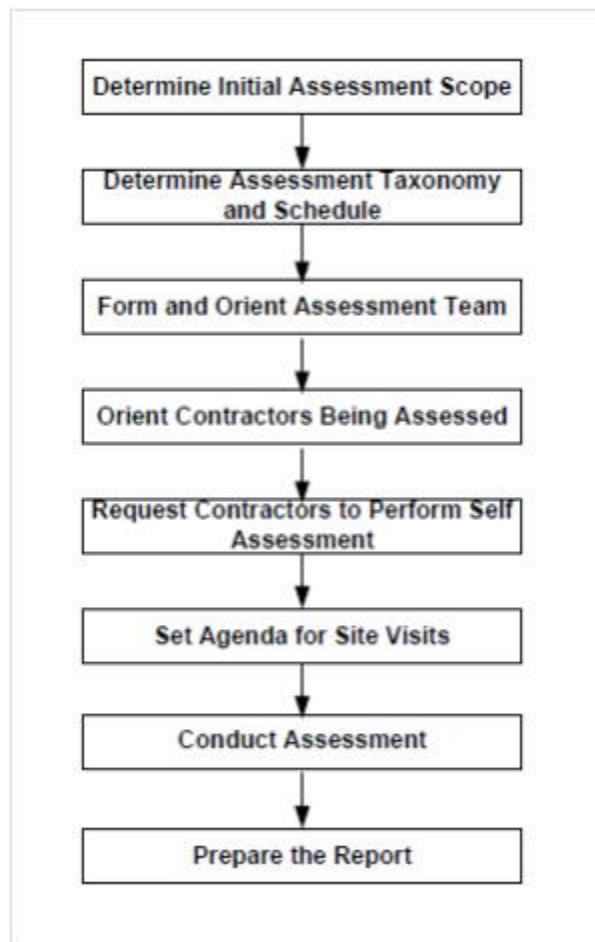 Determine Initial Assessment Scope
Determine Assessment Taxonomy
and Schedule
Form and Orient Assessment Team
Orient Contractors Being Assessed
Request Contractors to Perform Self
Assessment
Set Agenda for Site Visits
Conduct Assessment
Prepare the Report